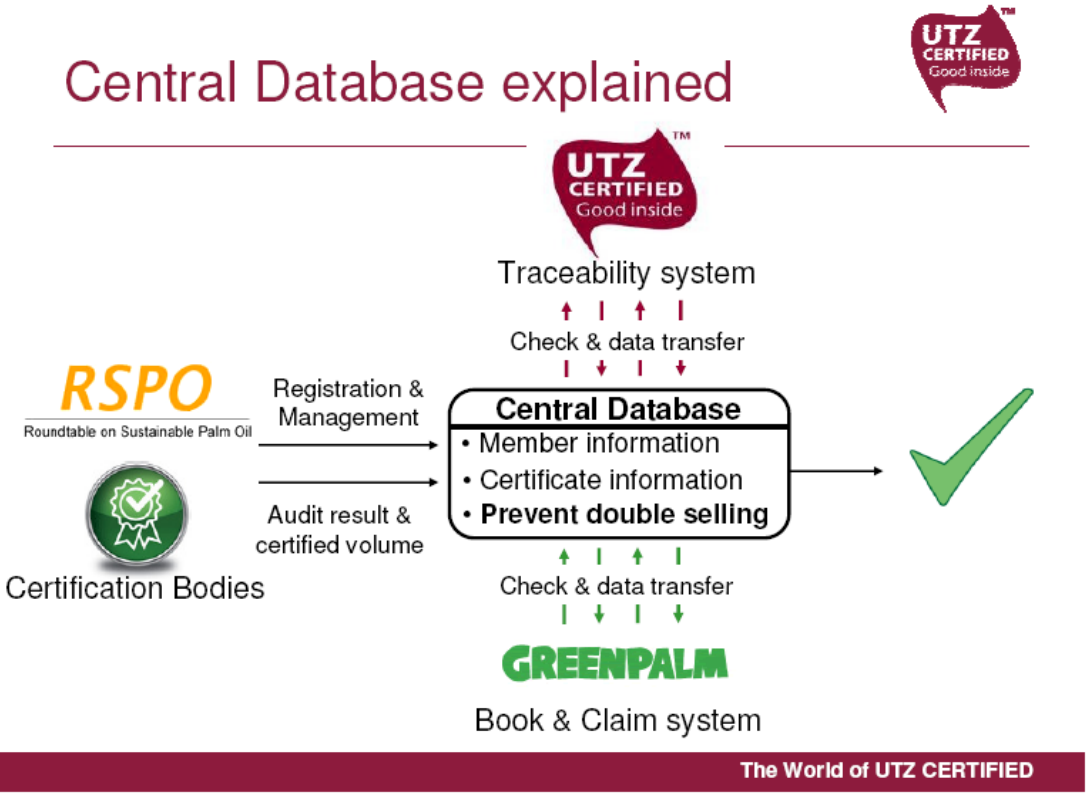 UTZ
CERTIFIED
Good inside
TM
Central Database explained
TM
UTZ
CERTIFIED
Good inside
Traceability system
Check & data transfer
RSPO
Roundtable on Sustainable Palm Oil
Registration &
Management
Central Database
• Member information
• Certificate information
• Prevent double selling
Audit result &
certified volume
Certification Bodies
Check & data transfer
GREENPALM
Book & Claim system
The World of UTZ CERTIFIED